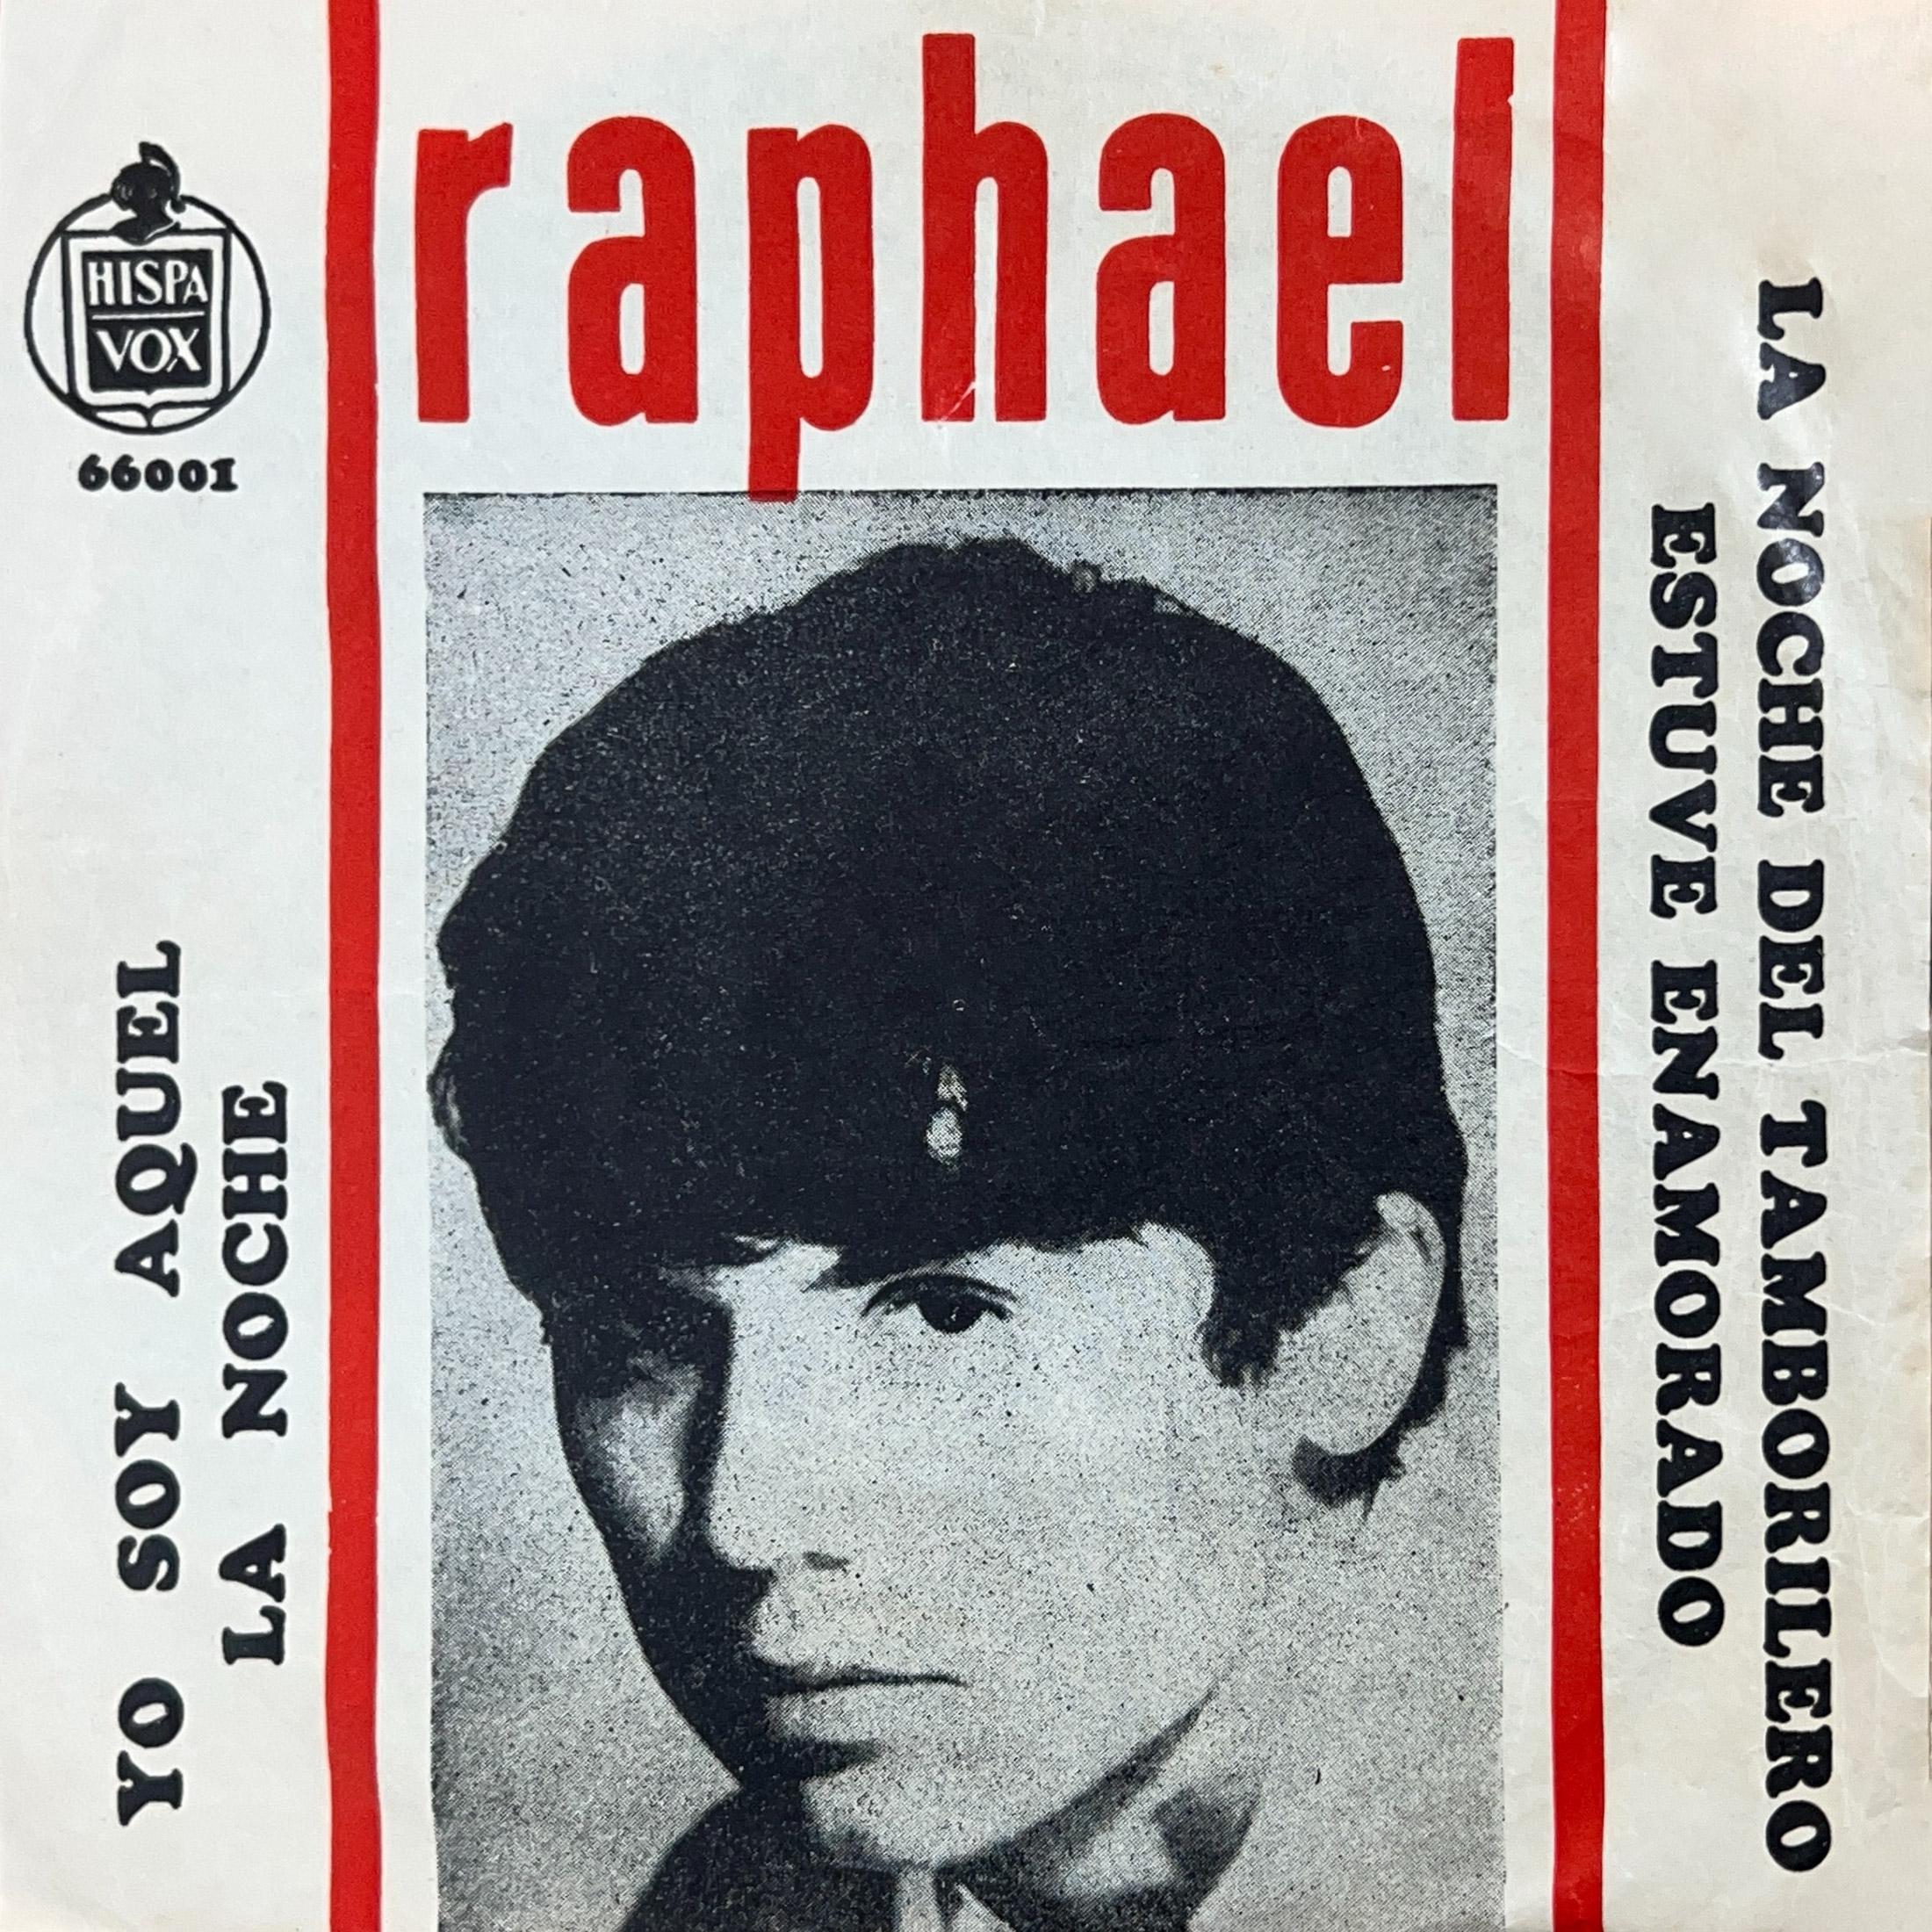 raphael
HISPA
VOX
66001
YO SOY AQUEL
LA NOCHE
LA NOCHE DEL TAMBORILERO
ESTUVE ENAMORADO